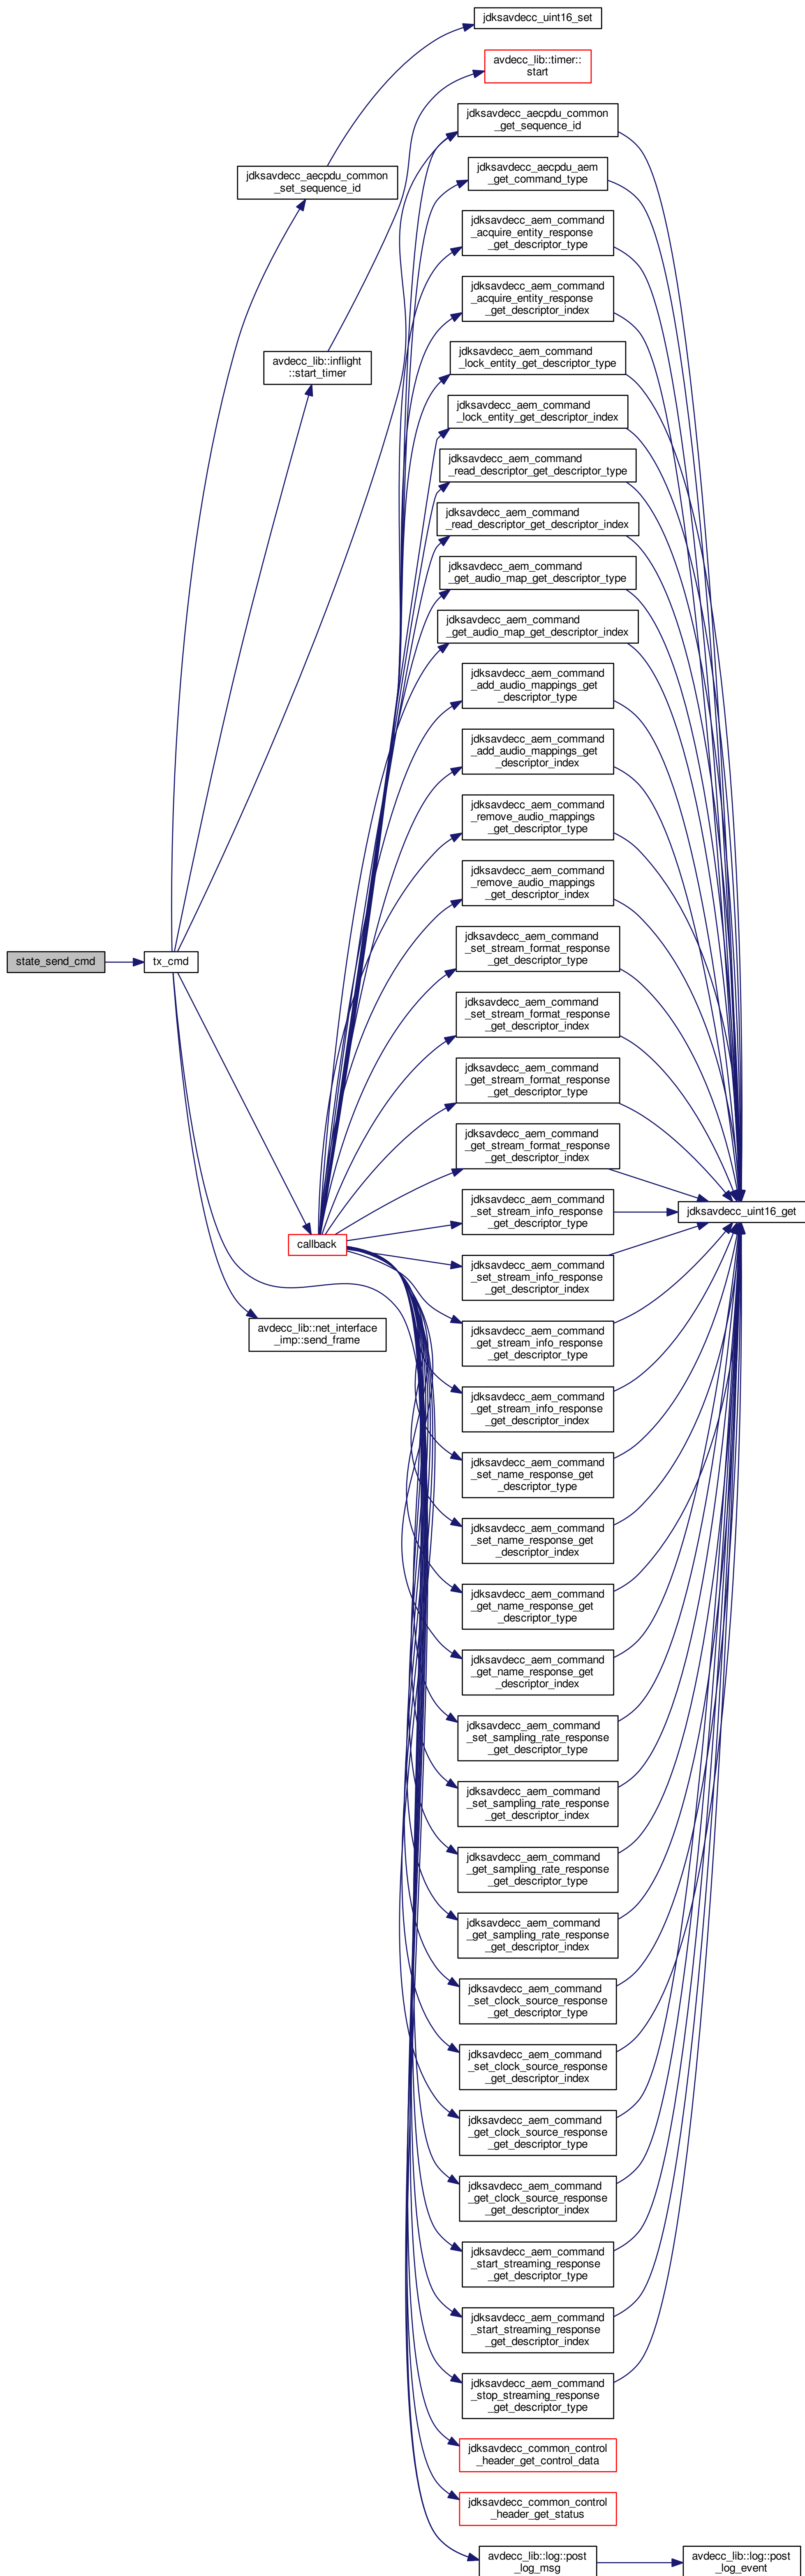 jdksavdecc_uint16_set
avdecc_lib::timer::
start
jdksavdecc_aecpdu_common
_get_sequence_id
jdksavdecc_aecpdu_common
_set_sequence_id
jdksavdecc_aecpdu_aem
_get_command_type
jdksavdecc_aem_command
_acquire_entity_response
_get_descriptor_type
jdksavdecc_aem_command
_acquire_entity_response
_get_descriptor_index
avdecc_lib::inflight
::start_timer
jdksavdecc_aem_command
_lock_entity_get_descriptor_type
jdksavdecc_aem_command
_lock_entity_get_descriptor_index
jdksavdecc_aem_command
_read_descriptor_get_descriptor_type
jdksavdecc_aem_command
_read_descriptor_get_descriptor_index
jdksavdecc_aem_command
_get_audio_map_get_descriptor_type
jdksavdecc_aem_command
_get_audio_map_get_descriptor_index
jdksavdecc_aem_command
_add_audio_mappings_get
_descriptor_type
jdksavdecc_aem_command
_add_audio_mappings_get
_descriptor_index
jdksavdecc_aem_command
_remove_audio_mappings
_get_descriptor_type
jdksavdecc_aem_command
_remove_audio_mappings
_get_descriptor_index
state_send_cmd
tx_cmd
jdksavdecc_aem_command
_set_stream_format_response
_get_descriptor_type
jdksavdecc_aem_command
_set_stream_format_response
_get_descriptor_index
jdksavdecc_aem_command
_get_stream_format_response
_get_descriptor_type
jdksavdecc_aem_command
_get_stream_format_response
_get_descriptor_index
jdksavdecc_aem_command
_set_stream_info_response
_get_descriptor_type
jdksavdecc_uint16_get
callback
jdksavdecc_aem_command
_set_stream_info_response
_get_descriptor_index
avdecc_lib::net_interface
_imp::send_frame
jdksavdecc_aem_command
_get_stream_info_response
_get_descriptor_type
jdksavdecc_aem_command
_get_stream_info_response
_get_descriptor_index
jdksavdecc_aem_command
_set_name_response_get
_descriptor_type
jdksavdecc_aem_command
_set_name_response_get
_descriptor_index
jdksavdecc_aem_command
_get_name_response_get
_descriptor_type
jdksavdecc_aem_command
_get_name_response_get
_descriptor_index
jdksavdecc_aem_command
_set_sampling_rate_response
_get_descriptor_type
jdksavdecc_aem_command
_set_sampling_rate_response
_get_descriptor_index
jdksavdecc_aem_command
_get_sampling_rate_response
_get_descriptor_type
jdksavdecc_aem_command
_get_sampling_rate_response
_get_descriptor_index
jdksavdecc_aem_command
_set_clock_source_response
_get_descriptor_type
jdksavdecc_aem_command
_set_clock_source_response
_get_descriptor_index
jdksavdecc_aem_command
_get_clock_source_response
_get_descriptor_type
jdksavdecc_aem_command
_get_clock_source_response
_get_descriptor_index
jdksavdecc_aem_command
_start_streaming_response
_get_descriptor_type
jdksavdecc_aem_command
_start_streaming_response
_get_descriptor_index
jdksavdecc_aem_command
_stop_streaming_response
_get_descriptor_type
jdksavdecc_common_control
_header_get_control_data
jdksavdecc_common_control
_header_get_status
avdecc_lib::log::post
_log_msg
avdecc_lib::log::post
_log_event